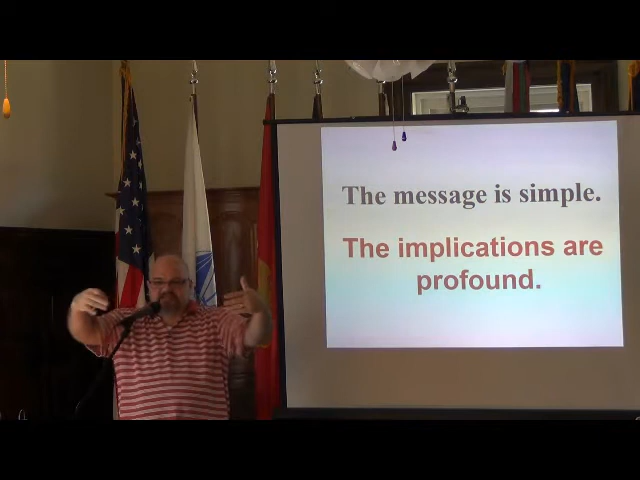 The message is simple.
The implications are
profound.